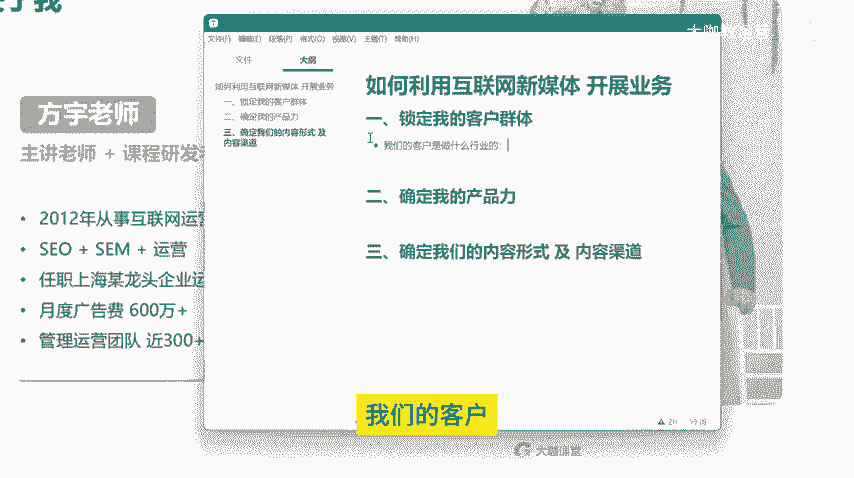 方宇老师
主讲老师 + 课程研发
• 2012年从事互联网运营
• SEO + SEM + 运营
• 任职上海某龙头企业运
• 月度广告费 600万+
• 管理运营团队 近300+
文件(F) 编辑(E) 段落(P) 格式(O) 视图(V) 主题(T) 帮助(H)
文件 大纲
如何利用互联网新媒体 开展业务
一、锁定我的客户群体
二、确定我的产品力
三、确定我们的内容形式 及
内容渠道
如何利用互联网新媒体 开展业务
一、锁定我的客户群体
• 我们的客户是做什么行业的：
二、确定我的产品力
三、确定我们的内容形式 及 内容渠道
我们的客户